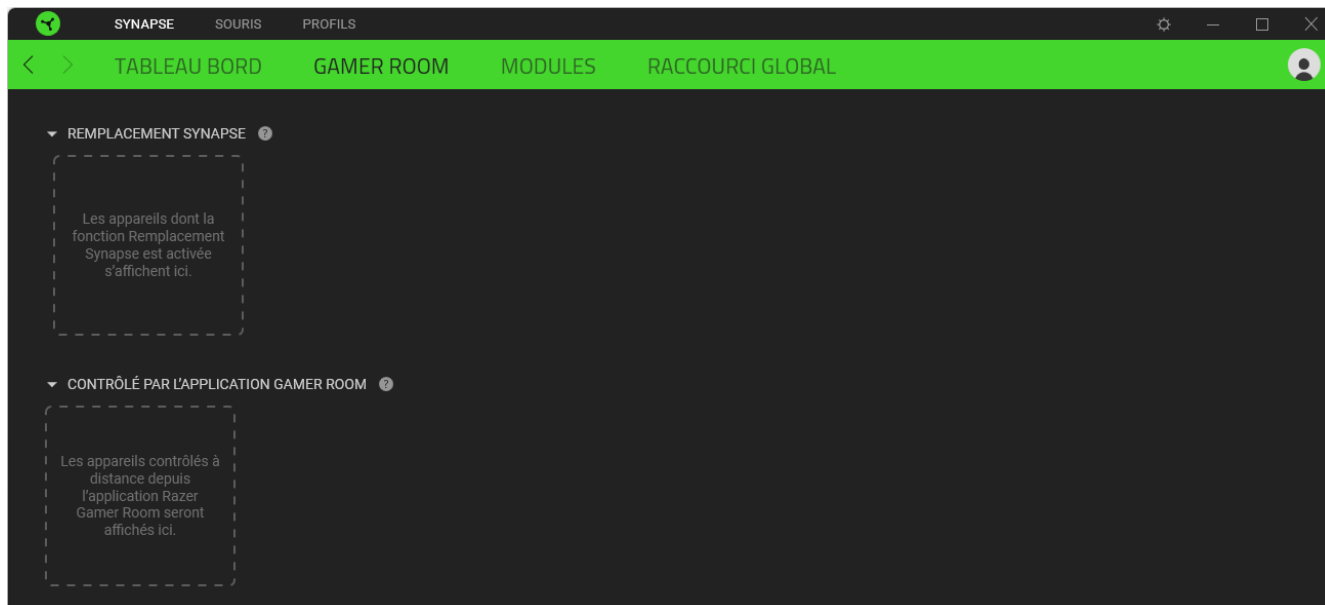 SYNAPSE SOURIS PROFILS
TABLEAU BORD GAMER ROOM MODULES RACCOURCI GLOBAL
REMPLACEMENT SYNAPSE ?
Les appareils dont la
fonction Remplacement
Synapse est activée
s'affichent ici.
CONTRÔLÉ PAR L'APPLICATION GAMER ROOM ?
Les appareils contrôlés à
distance depuis
l'application Razer
Gamer Room seront
affichés ici.